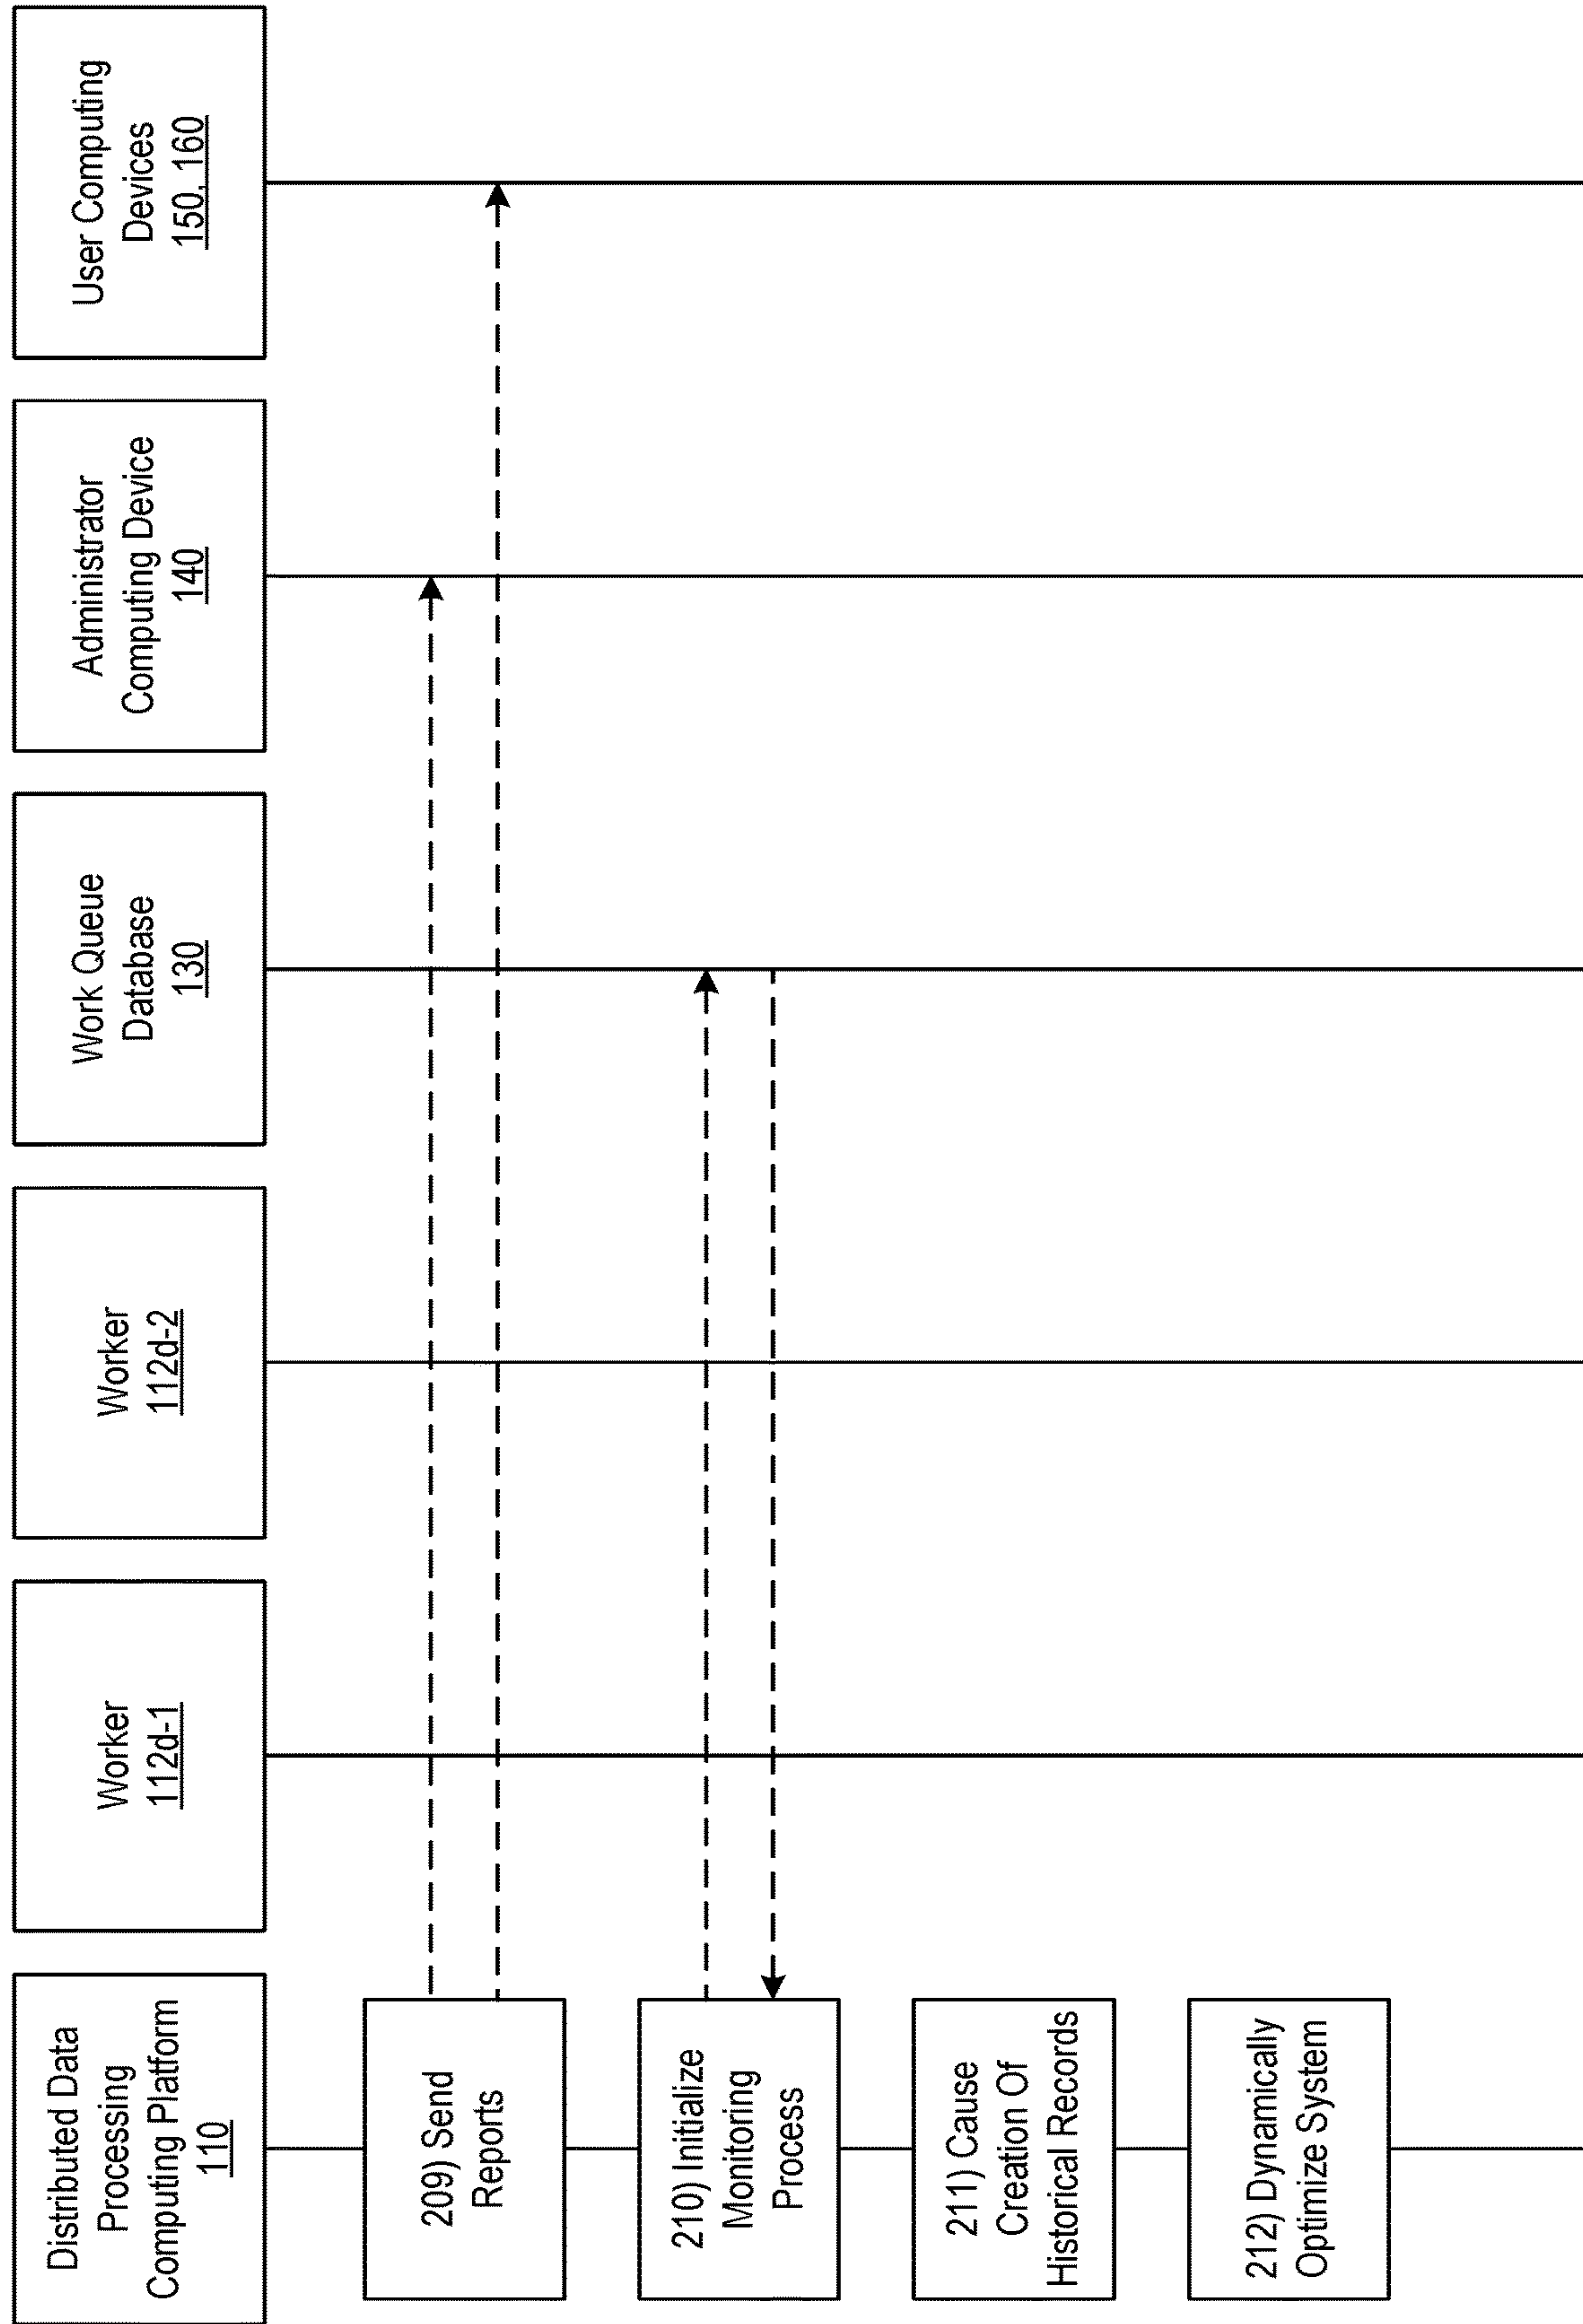 Distributed Data
Processing
Computing Platform
110
Worker
112d-1
Worker
112d-2
Work Queue
Database
130
Administrator
Computing Device
140
User Computing
Devices
150, 160
209) Send
Reports
210) Initialize
Monitoring
Process
211) Cause
Creation Of
Historical Records
212) Dynamically
Optimize System